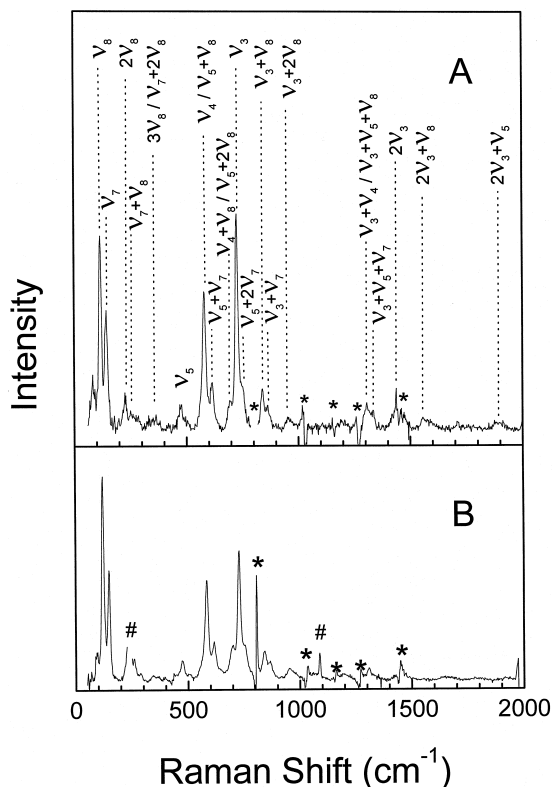 ν₈
2ν₈
3ν₈ / ν₇+2ν₈
ν₄ / ν₅+ν₈
ν₃
ν₃+ν₈
ν₃+2ν₈
A
ν₇
ν₇+ν₈
ν₄+ν₈ / ν₅+2ν₈
ν₃+ν₄ / ν₃+ν₅+ν₈
2ν₃
2ν₃+ν₈
2ν₃+ν₅
ν₅
ν₅+ν₇
ν₅+2ν₇
ν₃+ν₇
ν₃+ν₅+ν₇
* * * * *
Intensity
B
# * * # * * *
0 500 1000 1500 2000
Raman Shift (cm⁻¹)